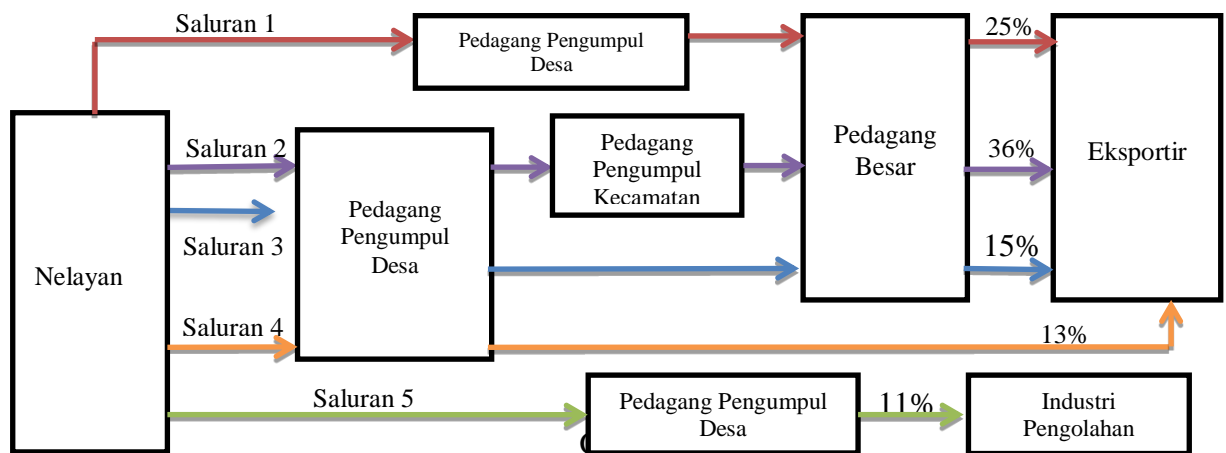 Saluran 1
Pedagang Pengumpul
Desa
25%
Nelayan
Saluran 2
Saluran 3
Saluran 4
Pedagang
Pengumpul
Desa
Pedagang
Pengumpul
Kecamatan
Pedagang
Besar
36%
15%
Eksportir
13%
Saluran 5
Pedagang Pengumpul
Desa
11%
Industri
Pengolahan